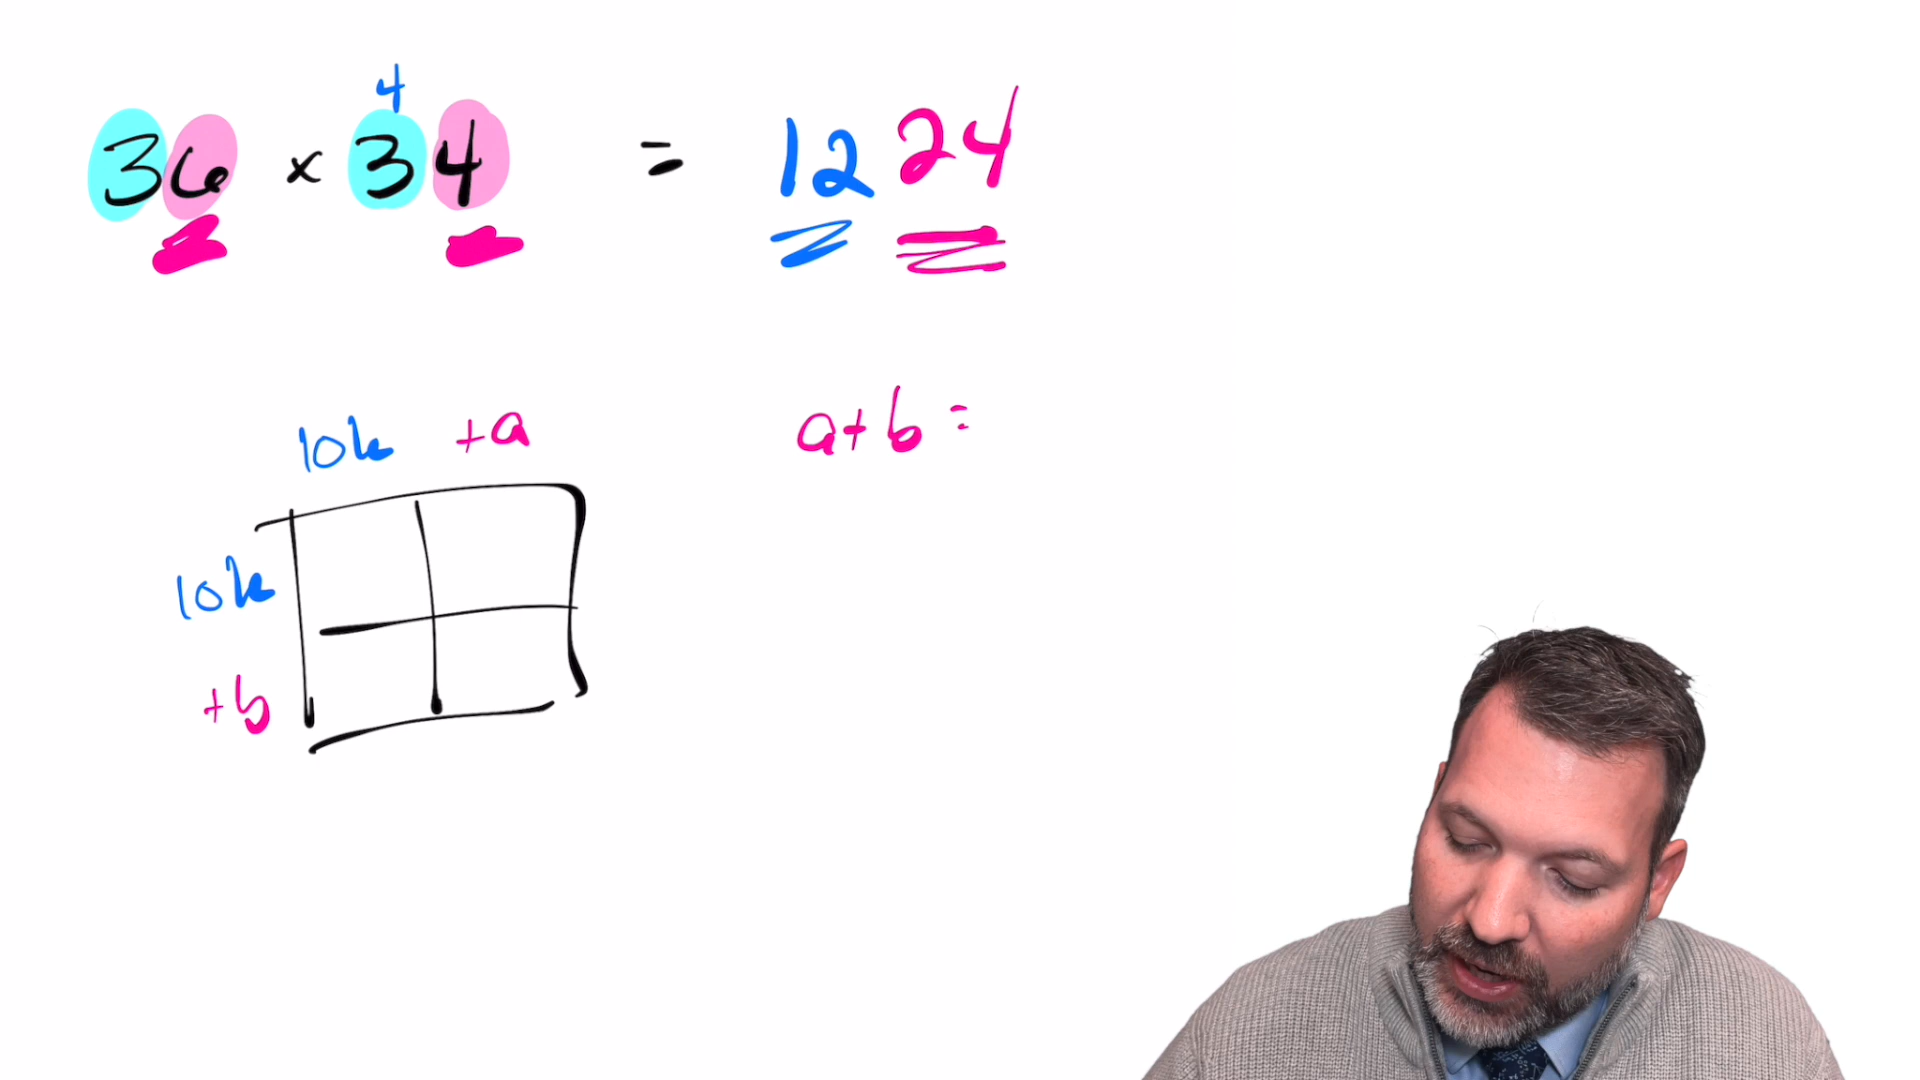 4
36 × 34 = 1224
10k +a
a+b =
10k
+b